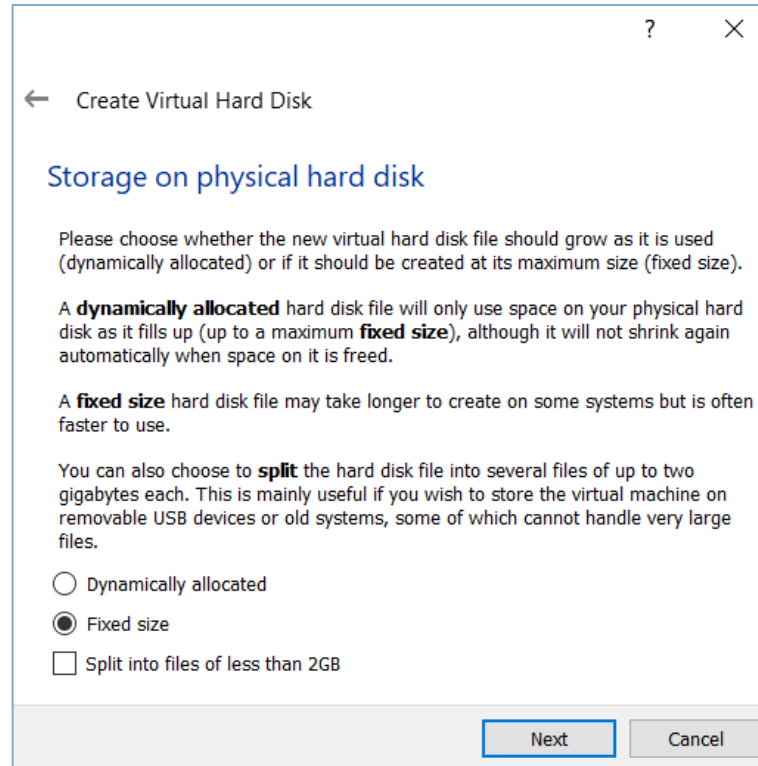 ?
Create Virtual Hard Disk
Storage on physical hard disk
Please choose whether the new virtual hard disk file should grow as it is used
(dynamically allocated) or if it should be created at its maximum size (fixed size).
A dynamically allocated hard disk file will only use space on your physical hard
disk as it fills up (up to a maximum fixed size), although it will not shrink again
automatically when space on it is freed.
A fixed size hard disk file may take longer to create on some systems but is often
faster to use.
You can also choose to split the hard disk file into several files of up to two
gigabytes each. This is mainly useful if you wish to store the virtual machine on
removable USB devices or old systems, some of which cannot handle very large
files.
Dynamically allocated
Fixed size
Split into files of less than 2GB
Next Cancel